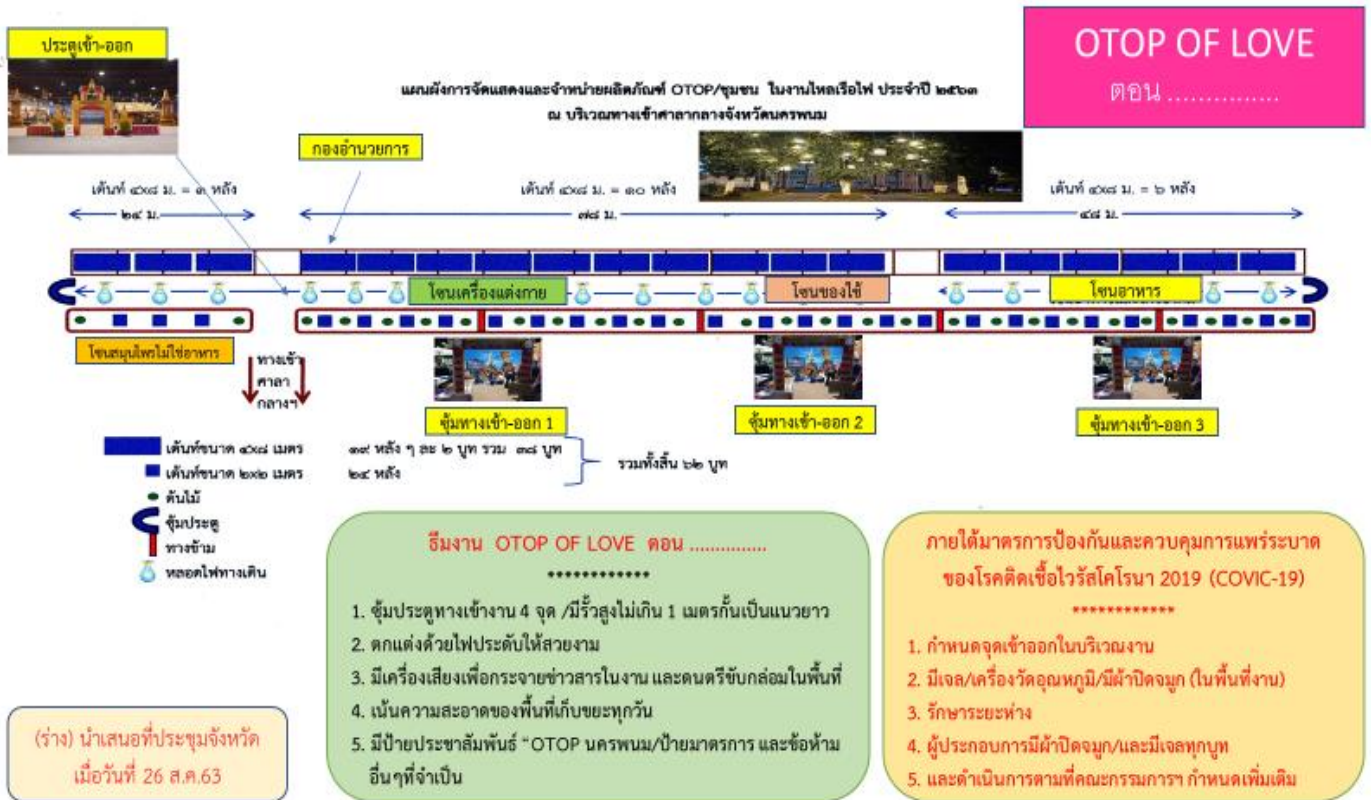 ประตูเข้า-ออก
OTOP OF LOVE
ตอน ...............
แผนผังการจัดแสดงและจำหน่ายผลิตภัณฑ์ OTOP/ชุมชน ในงานไหลเรือไฟ ประจำปี ๒๕๖๓
ณ บริเวณทางเข้าศาลากลางจังหวัดนครพนม
กองอำนวยการ
เต้นท์ ๔x๘ ม. = ๓ หลัง
เต้นท์ ๔x๘ ม. = ๑๐ หลัง
เต้นท์ ๔x๘ ม. = ๖ หลัง
๒๔ ม.
๗๘ ม.
๔๘ ม.
โซนเครื่องแต่งกาย
โซนของใช้
โซนอาหาร
โซนสมุนไพรไม่ใช่อาหาร
ทางเข้า
ศาลา
กลางฯ
ซุ้มทางเข้า-ออก 1
ซุ้มทางเข้า-ออก 2
ซุ้มทางเข้า-ออก 3
เต้นท์ขนาด ๔x๘ เมตร ๑๙ หลัง ๆ ละ ๒ บูท รวม ๓๘ บูท
เต้นท์ขนาด ๒x๒ เมตร ๒๔ หลัง
รวมทั้งสิ้น ๖๒ บูท
ต้นไม้
ซุ้มประตู
ทางข้าม
หลอดไฟทางเดิน
ธีมงาน OTOP OF LOVE ตอน ...............
************
1. ซุ้มประตูทางเข้างาน 4 จุด /มีรั้วสูงไม่เกิน 1 เมตรกั้นเป็นแนวยาว
2. ตกแต่งด้วยไฟประดับให้สวยงาม
3. มีเครื่องเสียงเพื่อกระจายข่าวสารในงาน และดนตรีขับกล่อมในพื้นที่
4. เน้นความสะอาดของพื้นที่เก็บขยะทุกวัน
5. มีป้ายประชาสัมพันธ์ "OTOP นครพนม/ป้ายมาตรการ และข้อห้าม
อื่นๆที่จำเป็น
ภายใต้มาตรการป้องกันและควบคุมการแพร่ระบาด
ของโรคติดเชื้อไวรัสโคโรนา 2019 (COVIC-19)
************
1. กำหนดจุดเข้าออกในบริเวณงาน
2. มีเจล/เครื่องวัดอุณหภูมิ/มีผ้าปิดจมูก (ในพื้นที่งาน)
3. รักษาระยะห่าง
4. ผู้ประกอบการมีผ้าปิดจมูก/และมีเจลทุกบูท
5. และดำเนินการตามที่คณะกรรมการฯ กำหนดเพิ่มเติม
(ร่าง) นำเสนอที่ประชุมจังหวัด
เมื่อวันที่ 26 ส.ค.63